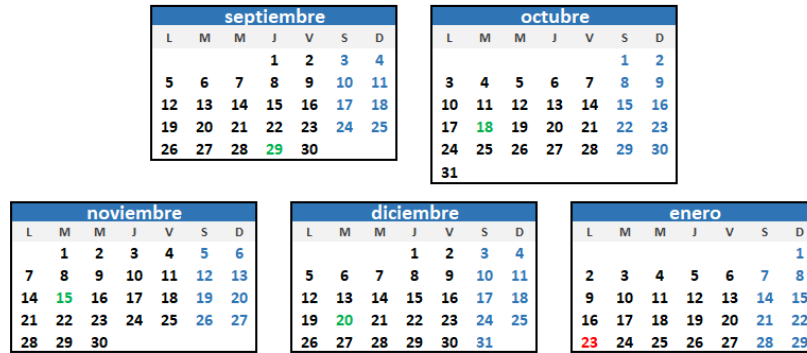 septiembre
L M M J V S D
1 2 3 4
5 6 7 8 9 10 11
12 13 14 15 16 17 18
19 20 21 22 23 24 25
26 27 28 29 30
octubre
L M M J V S D
1 2
3 4 5 6 7 8 9
10 11 12 13 14 15 16
17 18 19 20 21 22 23
24 25 26 27 28 29 30
31
noviembre
L M M J V S D
1 2 3 4 5 6
7 8 9 10 11 12 13
14 15 16 17 18 19 20
21 22 23 24 25 26 27
28 29 30
diciembre
L M M J V S D
1 2 3 4
5 6 7 8 9 10 11
12 13 14 15 16 17 18
19 20 21 22 23 24 25
26 27 28 29 30 31
enero
L M M J V S D
1
2 3 4 5 6 7 8
9 10 11 12 13 14 15
16 17 18 19 20 21 22
23 24 25 26 27 28 29